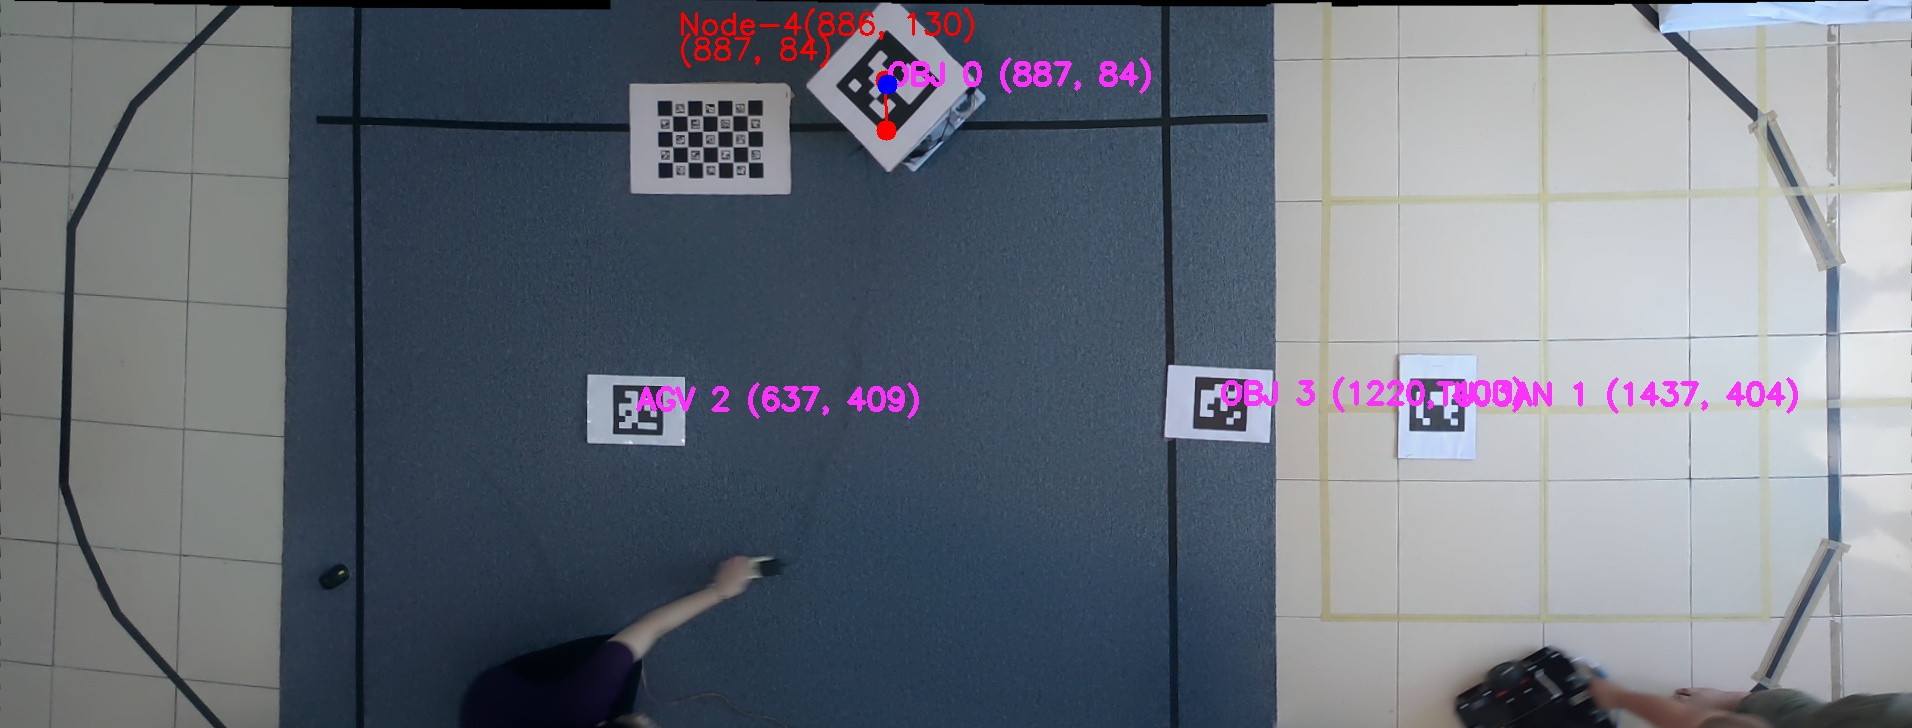 Node-4(886, 130)
(887, 84)
OBJ 0 (887, 84)
AGV 2 (637, 409)
OBJ 3 (1220,
1 (1437, 404)